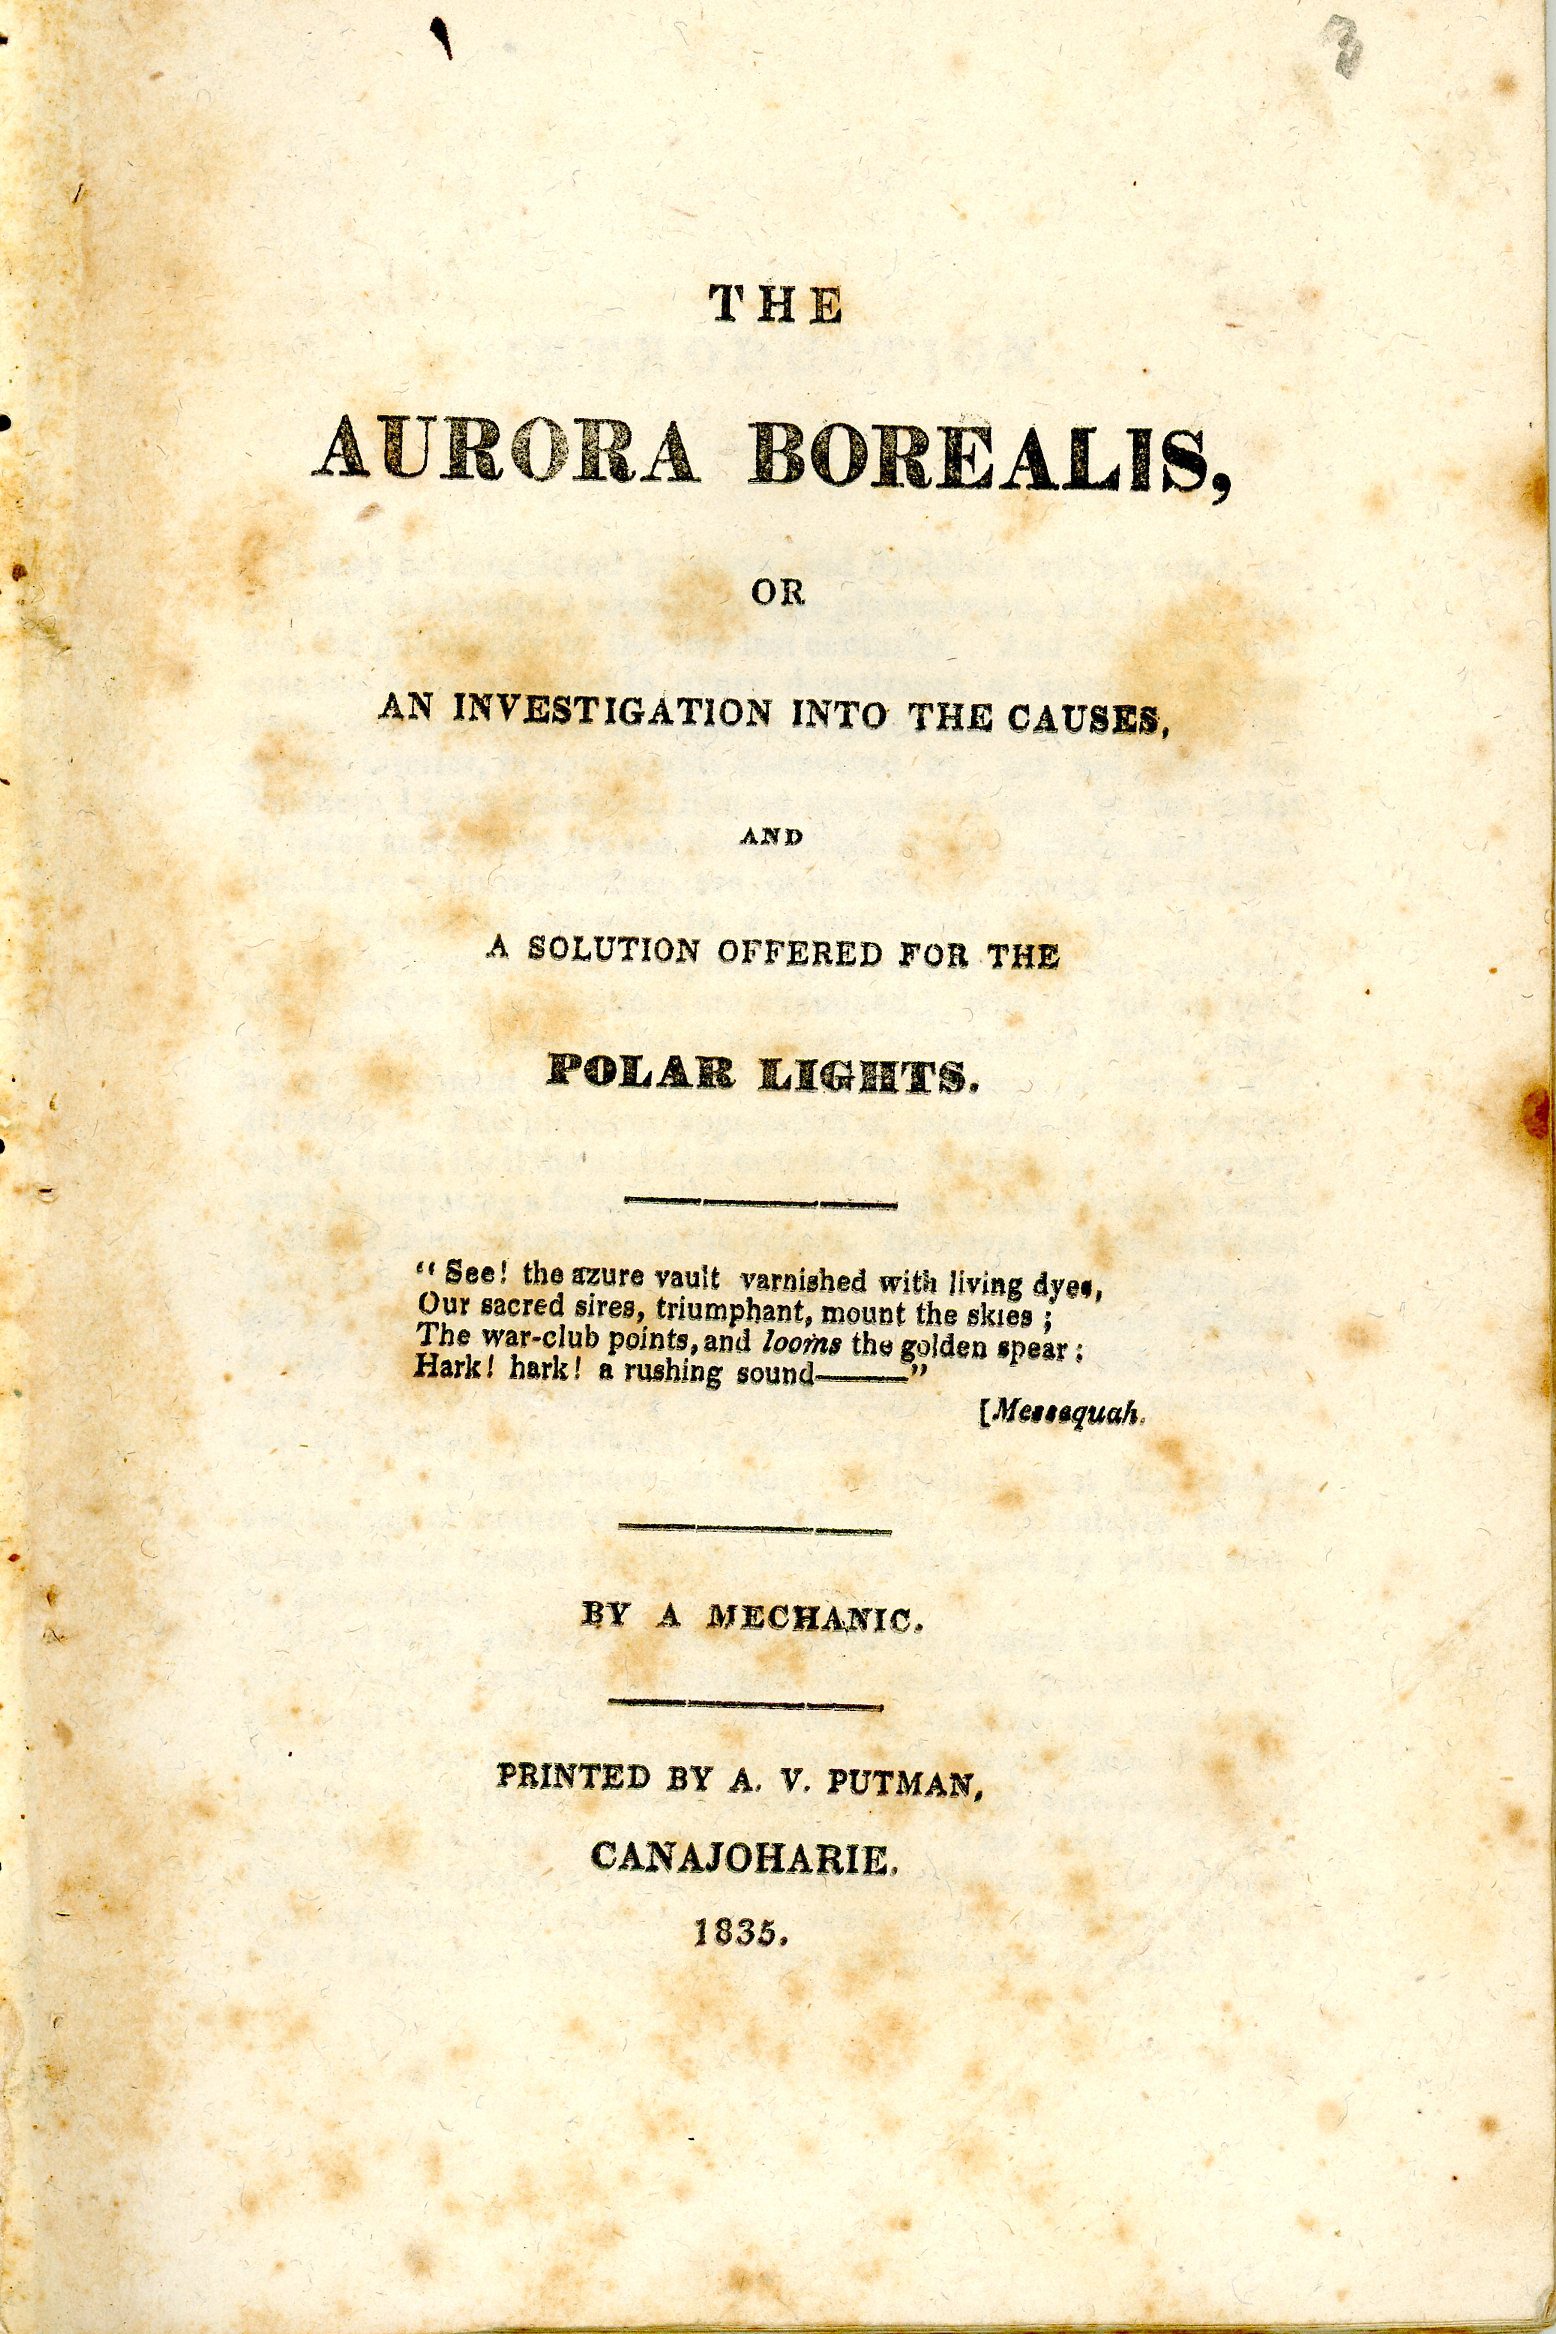 3
THE
AURORA BOREALIS,
OR
AN INVESTIGATION INTO THE CAUSES,
AND
A SOLUTION OFFERED FOR THE
POLAR LIGHTS.
“ See! the azure vault varnished with living dyes,
Our sacred sires, triumphant, mount the skies ;
The war-club points, and looms the golden spear ;
Hark! hark! a rushing sound———”
[Messsquah.
BY A MECHANIC.
PRINTED BY A. V. PUTMAN,
CANAJOHARIE.
1835.